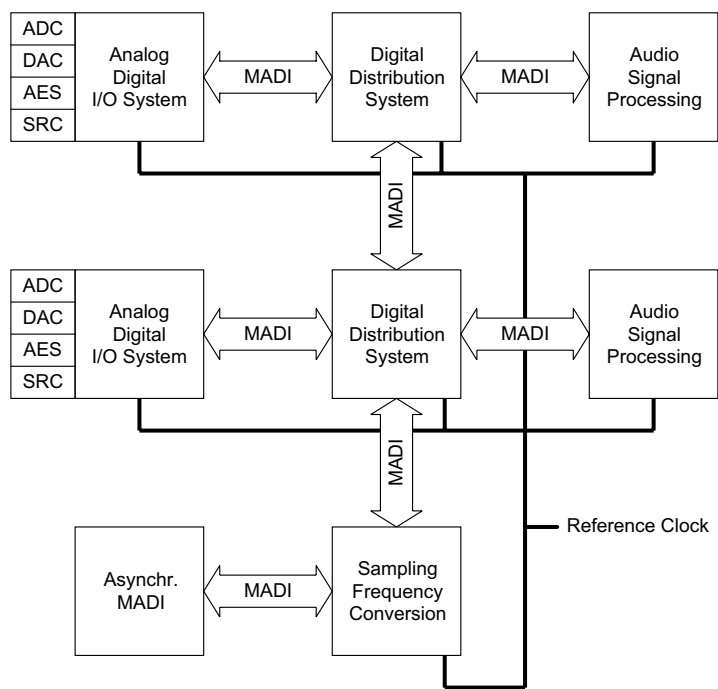 ADC
DAC
AES
SRC
Analog
Digital
I/O System
MADI
Digital
Distribution
System
MADI
Audio
Signal
Processing
MADI
ADC
DAC
AES
SRC
Analog
Digital
I/O System
MADI
Digital
Distribution
System
MADI
Audio
Signal
Processing
MADI
Reference Clock
Asynchr.
MADI
MADI
Sampling
Frequency
Conversion